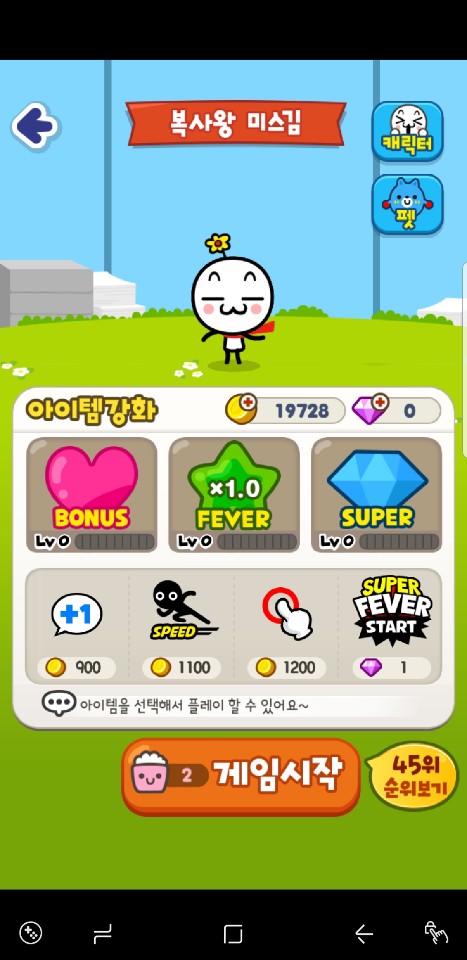 복사왕 미스김
캐릭터
펫
아이템강화
19728
0
×1.0
BONUS
FEVER
SUPER
Lv 0
Lv 0
Lv 0
+1
SPEED
SUPER
FEVER
START
900
1100
1200
1
아이템을 선택해서 플레이 할 수 있어요~
2
게임시작
45위
순위보기